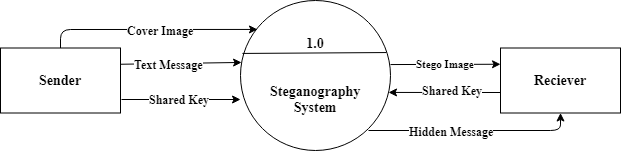 Cover Image
1.0
Sender
Text Message
Shared Key
Steganography
System
Stego Image
Shared Key
Hidden Message
Reciever